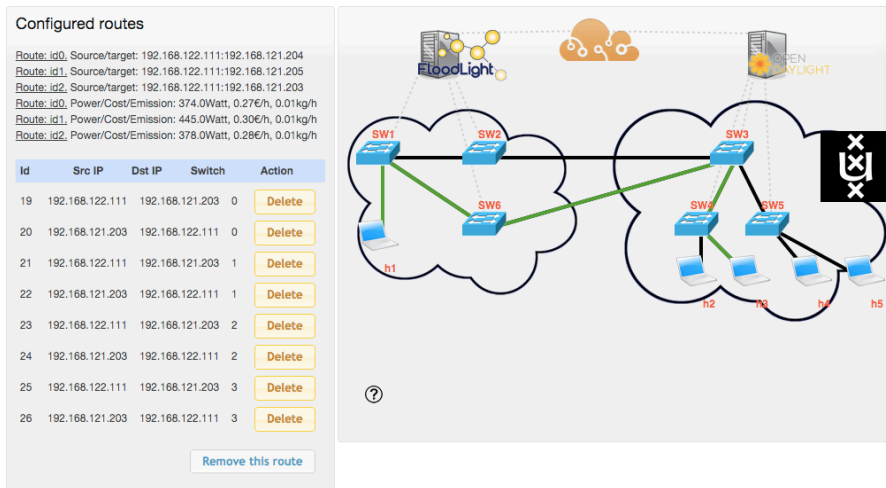 Configured routes
Route: id0. Source/target: 192.168.122.111:192.168.121.204
Route: id1. Source/target: 192.168.122.111:192.168.121.205
Route: id2. Source/target: 192.168.122.111:192.168.121.203
Route: id0. Power/Cost/Emission: 374.0Watt, 0.27€/h, 0.01kg/h
Route: id1. Power/Cost/Emission: 445.0Watt, 0.30€/h, 0.01kg/h
Route: id2. Power/Cost/Emission: 378.0Watt, 0.28€/h, 0.01kg/h
Id Src IP Dst IP Switch Action
19 192.168.122.111 192.168.121.203 0 Delete
20 192.168.121.203 192.168.122.111 0 Delete
21 192.168.122.111 192.168.121.203 1 Delete
22 192.168.121.203 192.168.122.111 1 Delete
23 192.168.122.111 192.168.121.203 2 Delete
24 192.168.121.203 192.168.122.111 2 Delete
25 192.168.122.111 192.168.121.203 3 Delete
26 192.168.121.203 192.168.122.111 3 Delete
Remove this route
FloodLight
OPEN
DAYLIGHT
SW1 SW2 SW3
SW6 SW4 SW5
h1
h2 h3 h4 h5
?
X
U
X
X